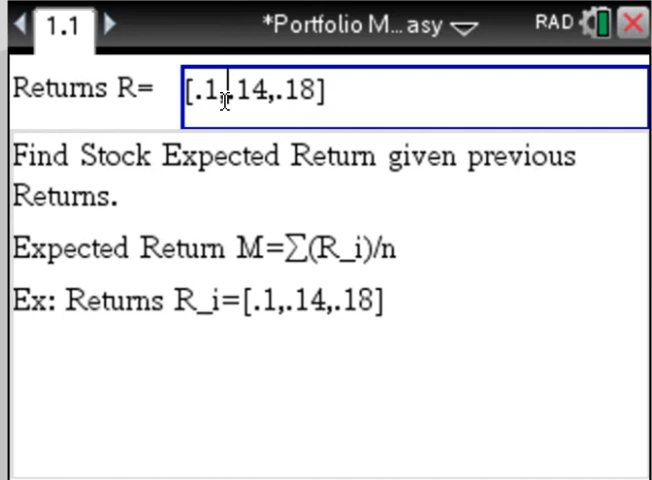 1.1 *Portfolio M...asy RAD
Returns R= [.1,.14,.18]
Find Stock Expected Return given previous
Returns.
Expected Return M=∑(R_i)/n
Ex: Returns R_i=[.1,.14,.18]